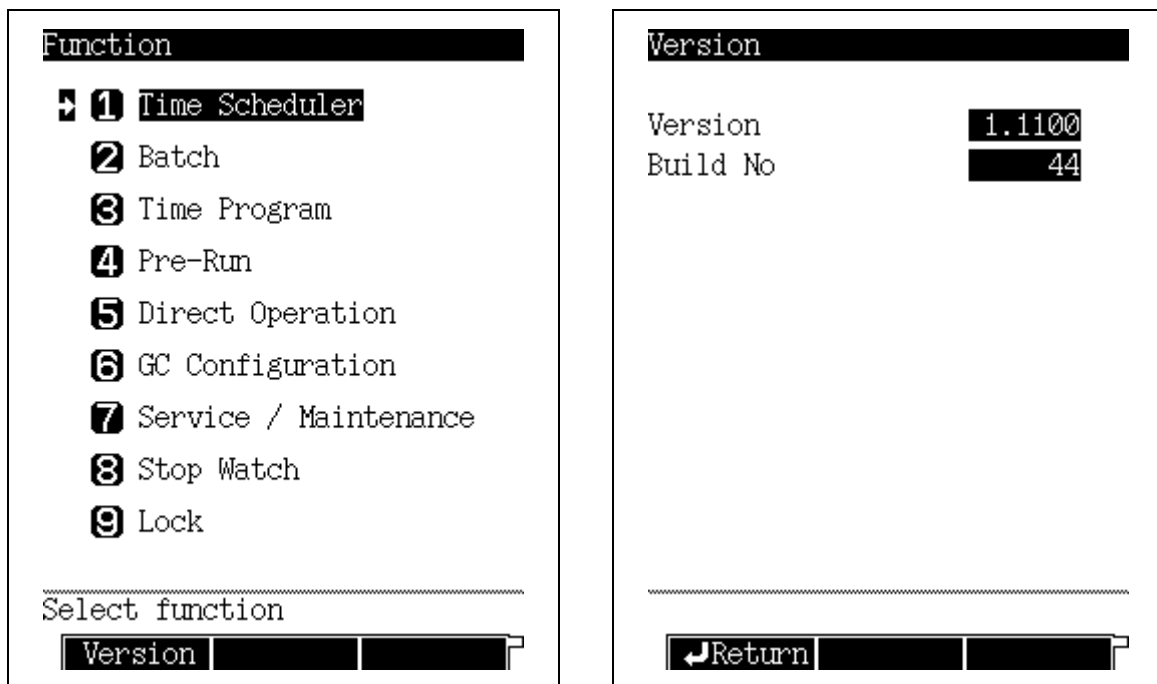 Function
1 Time Scheduler
2 Batch
3 Time Program
4 Pre-Run
5 Direct Operation
6 GC Configuration
7 Service / Maintenance
8 Stop Watch
9 Lock
Select function
Version
Version
Version 1.1100
Build No 44
Return